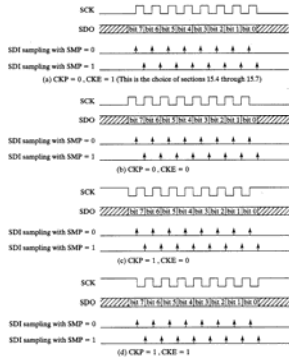 SCK
SDO bit 7 bit 6 bit 5 bit 4 bit 3 bit 2 bit 1 bit 0
SDI sampling with SMP = 0
SDI sampling with SMP = 1
(a) CKP = 0 , CKE = 1 (This is the choice of sections 15.4 through 15.7)
SCK
SDO bit 7 bit 6 bit 5 bit 4 bit 3 bit 2 bit 1 bit 0
SDI sampling with SMP = 0
SDI sampling with SMP = 1
(b) CKP = 0 , CKE = 0
SCK
SDO bit 7 bit 6 bit 5 bit 4 bit 3 bit 2 bit 1 bit 0
SDI sampling with SMP = 0
SDI sampling with SMP = 1
(c) CKP = 1 , CKE = 0
SCK
SDO bit 7 bit 6 bit 5 bit 4 bit 3 bit 2 bit 1 bit 0
SDI sampling with SMP = 0
SDI sampling with SMP = 1
(d) CKP = 1 , CKE = 1